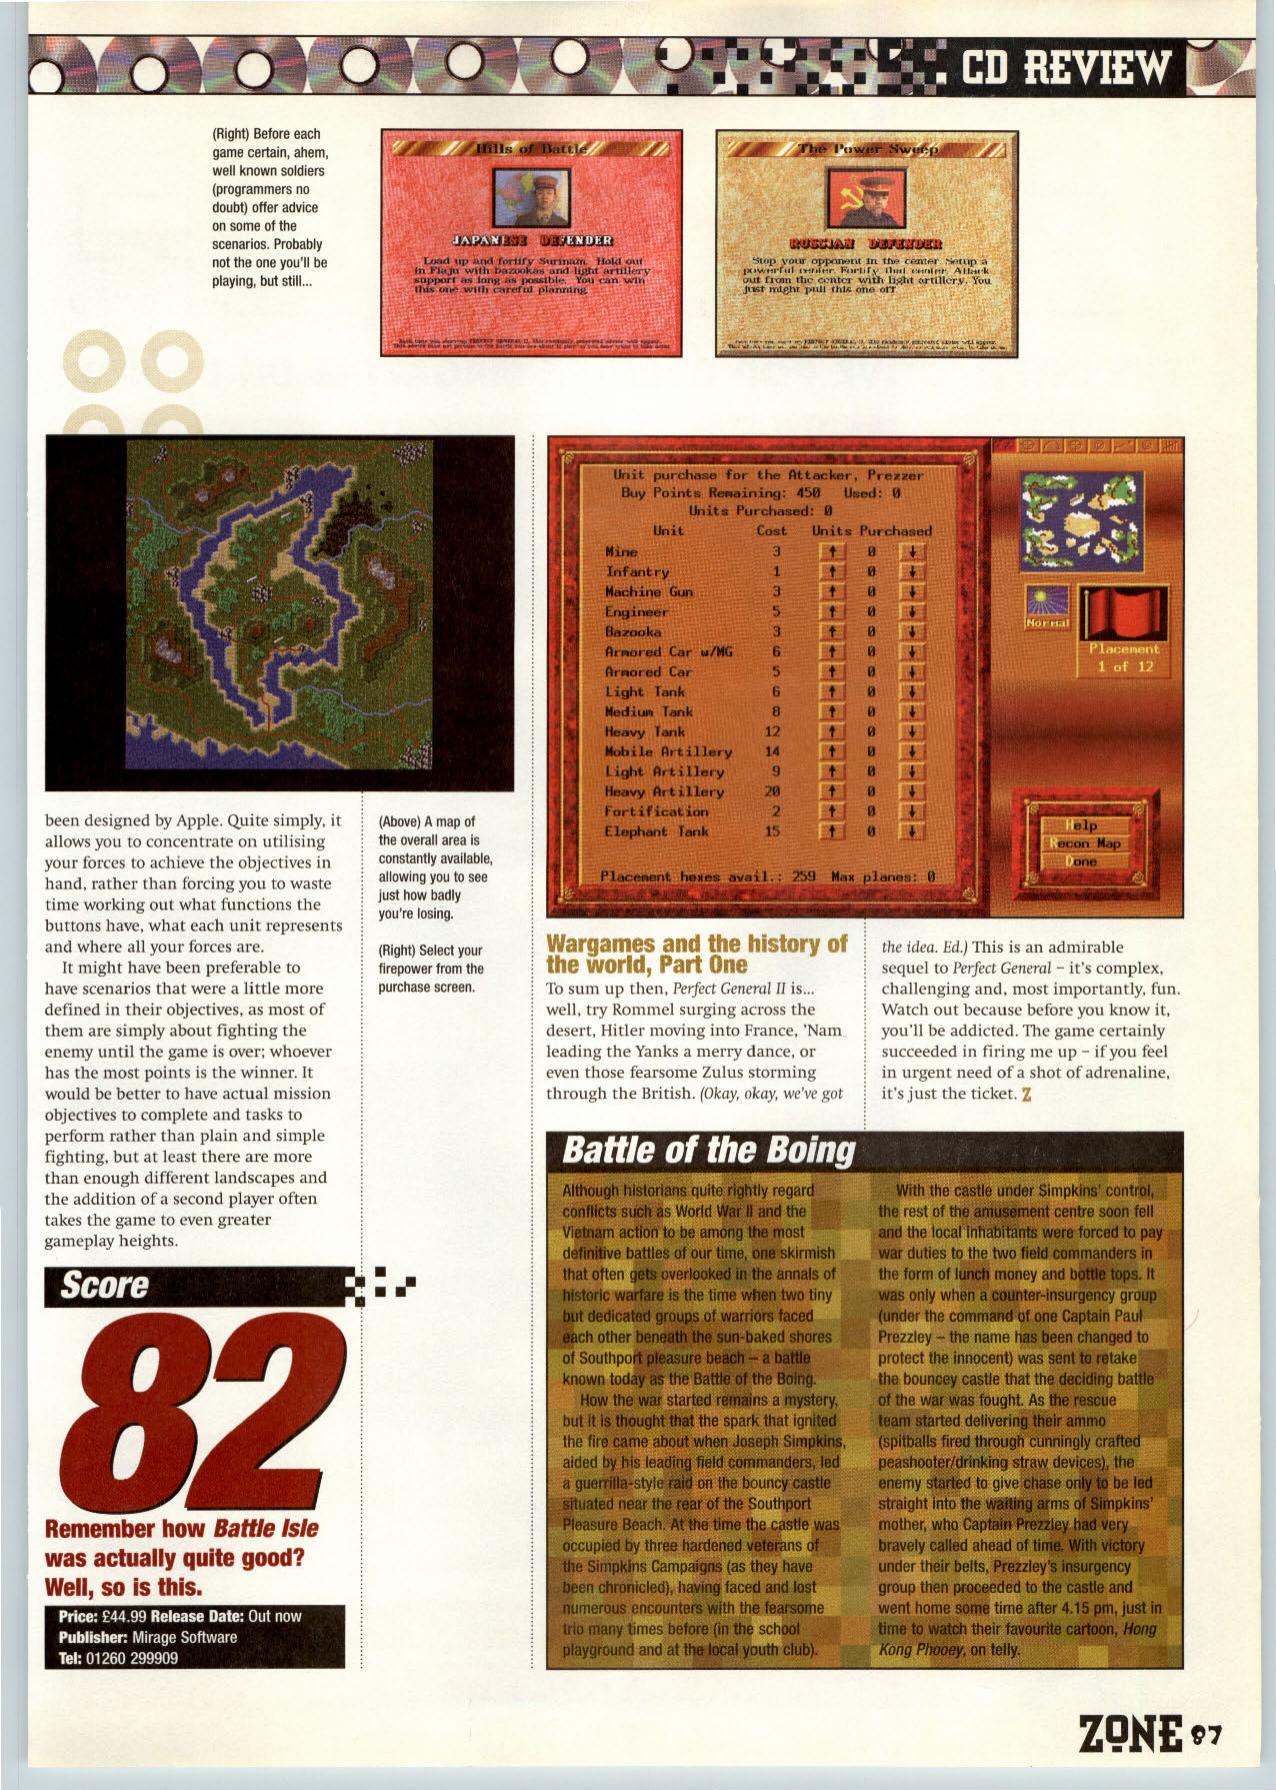 CD REVIEW
(Right) Before each
game certain, ahem,
well known soldiers
(programmers no
doubt) offer advice
on some of the
scenarios. Probably
not the one you'll be
playing, but still...
Hills of Battle
JAPANESE DEFENDER
Load up and fortify Surinam. Hold out
in Flaju with bazookas and light artillery
support as long as possible. You can win
this one with careful planning
The Power Sweep
RUSSIAN DEFENDER
Stop your opponent in the center. Setup a
powerful center. Fortify that center. Attack
out from the center with light artillery. You
just might pull this one off
Unit purchase for the Attacker, Prezzer
Buy Points Remaining: 450 Used: 0
Units Purchased: 0
Unit Cost Units Purchased
Mine 3 0
Infantry 1 0
Machine Gun 3 0
Engineer 5 0
Bazooka 3 0
Armored Car w/MG 6 0
Armored Car 5 0
Light Tank 6 0
Medium Tank 8 0
Heavy Tank 12 0
Mobile Artillery 14 0
Light Artillery 9 0
Heavy Artillery 20 0
Fortification 2 0
Elephant Tank 15 0
Placement hexes avail.: 259 Max planes: 0
Normal
Placement
1 of 12
Help
Recon Map
Done
been designed by Apple. Quite simply, it
allows you to concentrate on utilising
your forces to achieve the objectives in
hand, rather than forcing you to waste
time working out what functions the
buttons have, what each unit represents
and where all your forces are.
It might have been preferable to
have scenarios that were a little more
defined in their objectives, as most of
them are simply about fighting the
enemy until the game is over; whoever
has the most points is the winner. It
would be better to have actual mission
objectives to complete and tasks to
perform rather than plain and simple
fighting, but at least there are more
than enough different landscapes and
the addition of a second player often
takes the game to even greater
gameplay heights.
(Above) A map of
the overall area is
constantly available,
allowing you to see
just how badly
you're losing.
(Right) Select your
firepower from the
purchase screen.
Wargames and the history of
the world, Part One
To sum up then, Perfect General II is...
well, try Rommel surging across the
desert, Hitler moving into France, 'Nam
leading the Yanks a merry dance, or
even those fearsome Zulus storming
through the British. (Okay, okay, we've got
the idea. Ed.) This is an admirable
sequel to Perfect General – it's complex,
challenging and, most importantly, fun.
Watch out because before you know it,
you'll be addicted. The game certainly
succeeded in firing me up – if you feel
in urgent need of a shot of adrenaline,
it's just the ticket. Z
Score
82
Remember how Battle Isle
was actually quite good?
Well, so is this.
Price: £44.99 Release Date: Out now
Publisher: Mirage Software
Tel: 01260 299909
Battle of the Boing
Although historians quite rightly regard
conflicts such as World War II and the
Vietnam action to be among the most
definitive battles of our time, one skirmish
that often gets overlooked in the annals of
historic warfare is the time when two tiny
but dedicated groups of warriors faced
each other beneath the sun-baked shores
of Southport pleasure beach – a battle
known today as the Battle of the Boing.
How the war started remains a mystery,
but it is thought that the spark that ignited
the fire came about when Joseph Simpkins,
aided by his leading field commanders, led
a guerrilla-style raid on the bouncy castle
situated near the rear of the Southport
Pleasure Beach. At the time the castle was
occupied by three hardened veterans of
the Simpkins Campaigns (as they have
been chronicled), having faced and lost
numerous encounters with the fearsome
trio many times before (in the school
playground and at the local youth club).
With the castle under Simpkins' control,
the rest of the amusement centre soon fell
and the local inhabitants were forced to pay
war duties to the two field commanders in
the form of lunch money and bottle tops. It
was only when a counter-insurgency group
(under the command of one Captain Paul
Prezzley – the name has been changed to
protect the innocent) was sent to retake
the bouncey castle that the deciding battle
of the war was fought. As the rescue
team started delivering their ammo
(spitballs fired through cunningly crafted
peashooter/drinking straw devices), the
enemy started to give chase only to be led
straight into the waiting arms of Simpkins'
mother, who Captain Prezzley had very
bravely called ahead of time. With victory
under their belts, Prezzley's insurgency
group then proceeded to the castle and
went home some time after 4.15 pm, just in
time to watch their favourite cartoon, Hong
Kong Phooey, on telly.
ZONE 97